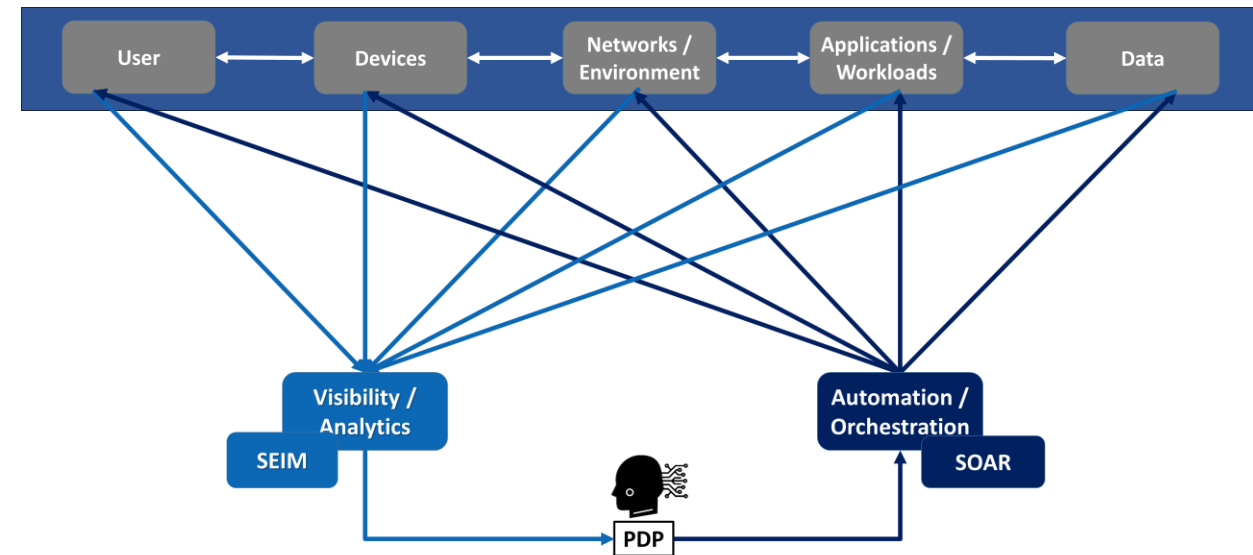 User
Devices
Networks /
Environment
Applications /
Workloads
Data
Visibility /
Analytics
SEIM
Automation /
Orchestration
SOAR
PDP